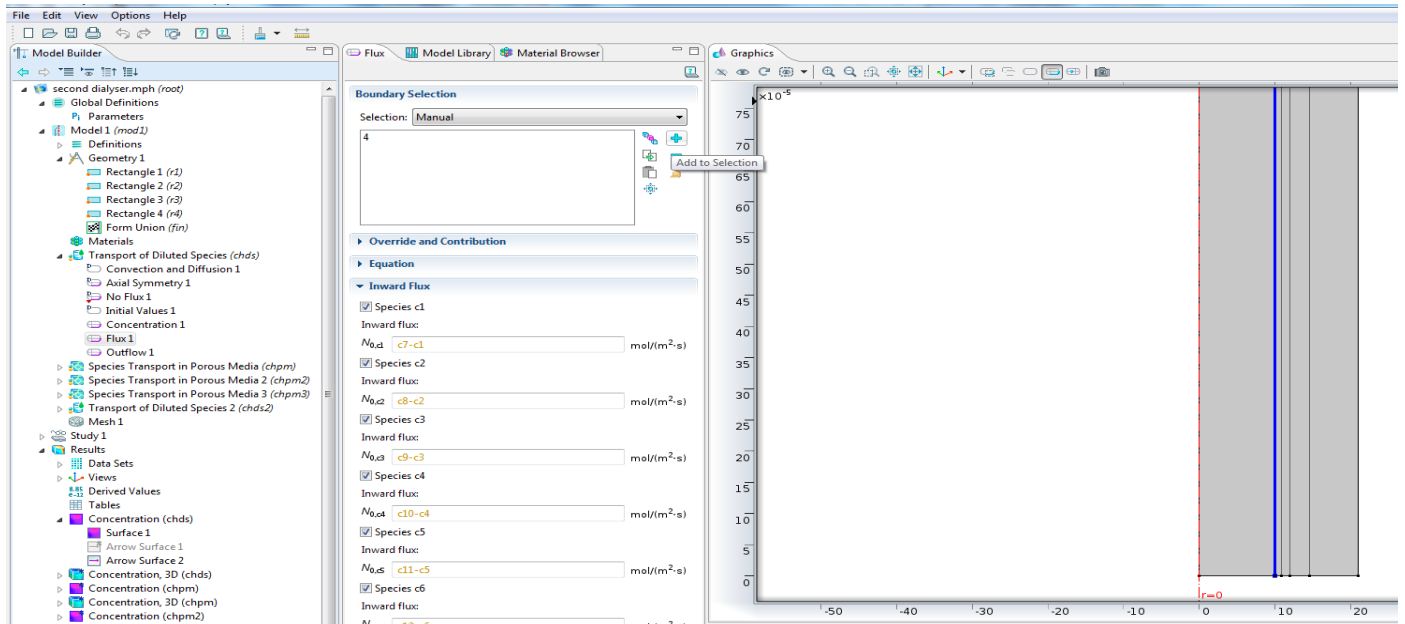 File Edit View Options Help
Model Builder
second dialyser.mph (root)
Global Definitions
Pi Parameters
Model 1 (mod1)
Definitions
Geometry 1
Rectangle 1 (r1)
Rectangle 2 (r2)
Rectangle 3 (r3)
Rectangle 4 (r4)
Form Union (fin)
Materials
Transport of Diluted Species (chds)
Convection and Diffusion 1
Axial Symmetry 1
No Flux 1
Initial Values 1
Concentration 1
Flux 1
Outflow 1
Species Transport in Porous Media (chpm)
Species Transport in Porous Media 2 (chpm2)
Species Transport in Porous Media 3 (chpm3)
Transport of Diluted Species 2 (chds2)
Mesh 1
Study 1
Results
Data Sets
Views
8.85
e-12
Derived Values
Tables
Concentration (chds)
Surface 1
Arrow Surface 1
Arrow Surface 2
Concentration, 3D (chds)
Concentration (chpm)
Concentration, 3D (chpm)
Concentration (chpm2)
Flux Model Library Material Browser
Boundary Selection
Selection: Manual
4
Add to Selection
Override and Contribution
Equation
Inward Flux
Species c1
Inward flux:
N0,c1 c7-c1 mol/(m²·s)
Species c2
Inward flux:
N0,c2 c8-c2 mol/(m²·s)
Species c3
Inward flux:
N0,c3 c9-c3 mol/(m²·s)
Species c4
Inward flux:
N0,c4 c10-c4 mol/(m²·s)
Species c5
Inward flux:
N0,c5 c11-c5 mol/(m²·s)
Species c6
Inward flux:
Graphics
×10⁻⁵
75
70
65
60
55
50
45
40
35
30
25
20
15
10
5
0
r=0
-50 -40 -30 -20 -10 0 10 20